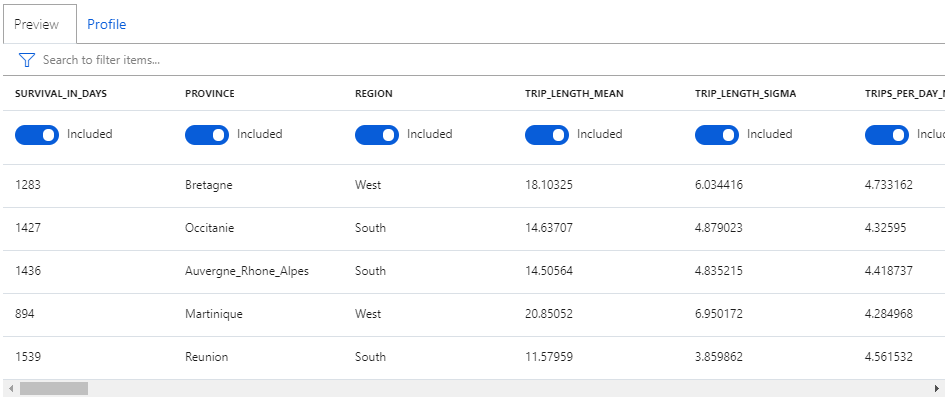 Preview Profile
Search to filter items...
SURVIVAL_IN_DAYS PROVINCE REGION TRIP_LENGTH_MEAN TRIP_LENGTH_SIGMA TRIPS_PER_DAY_
Included Included Included Included Included Inclu
1283 Bretagne West 18.10325 6.034416 4.733162
1427 Occitanie South 14.63707 4.879023 4.32595
1436 Auvergne_Rhone_Alpes South 14.50564 4.835215 4.418737
894 Martinique West 20.85052 6.950172 4.284968
1539 Reunion South 11.57959 3.859862 4.561532